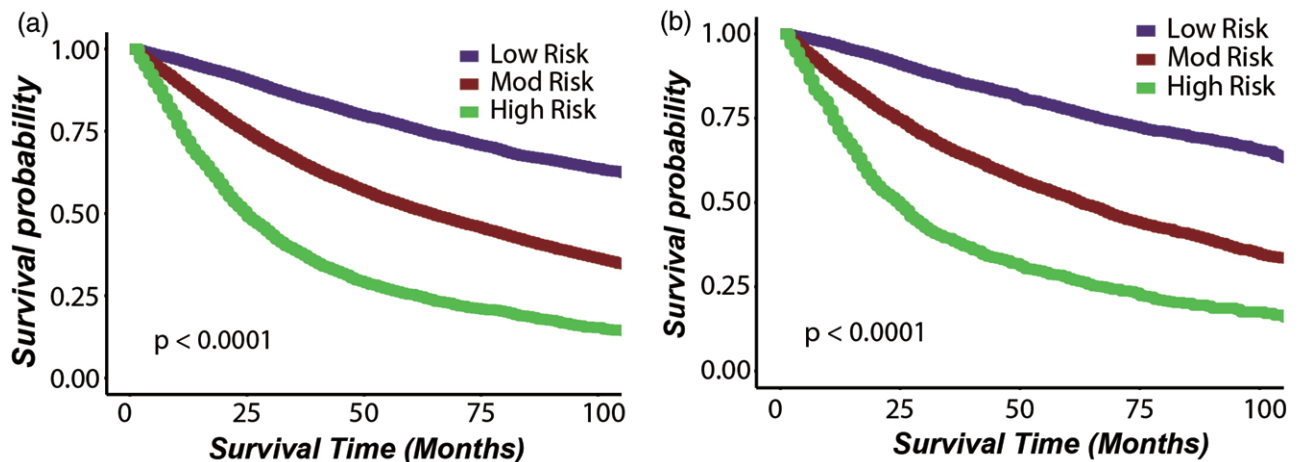 (a)
Survival probability
1.00
0.75
0.50
0.25
0.00
Low Risk
Mod Risk
High Risk
p < 0.0001
0 25 50 75 100
Survival Time (Months)
(b)
Survival probability
1.00
0.75
0.50
0.25
0.00
Low Risk
Mod Risk
High Risk
p < 0.0001
0 25 50 75 100
Survival Time (Months)